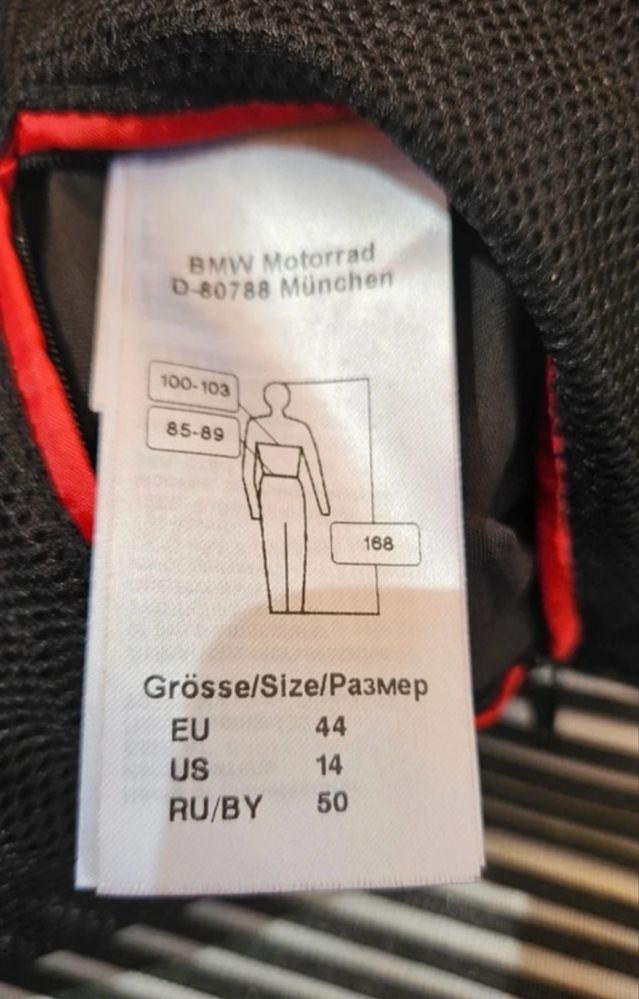 BMW Motorrad
D-80788 München
100-103
85-89
168
Grösse/Size/Размер
EU 44
US 14
RU/BY 50